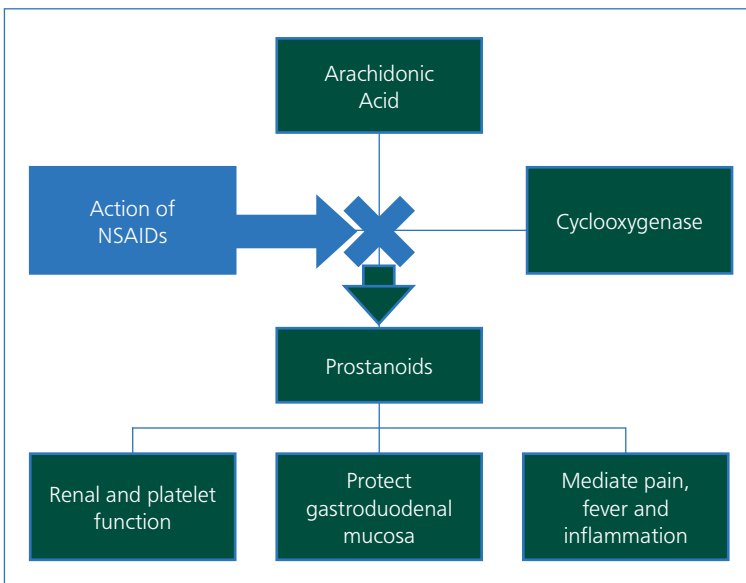 Arachidonic
Acid
Action of
NSAIDs
Cyclooxygenase
Prostanoids
Renal and platelet
function
Protect
gastroduodenal
mucosa
Mediate pain,
fever and
inflammation